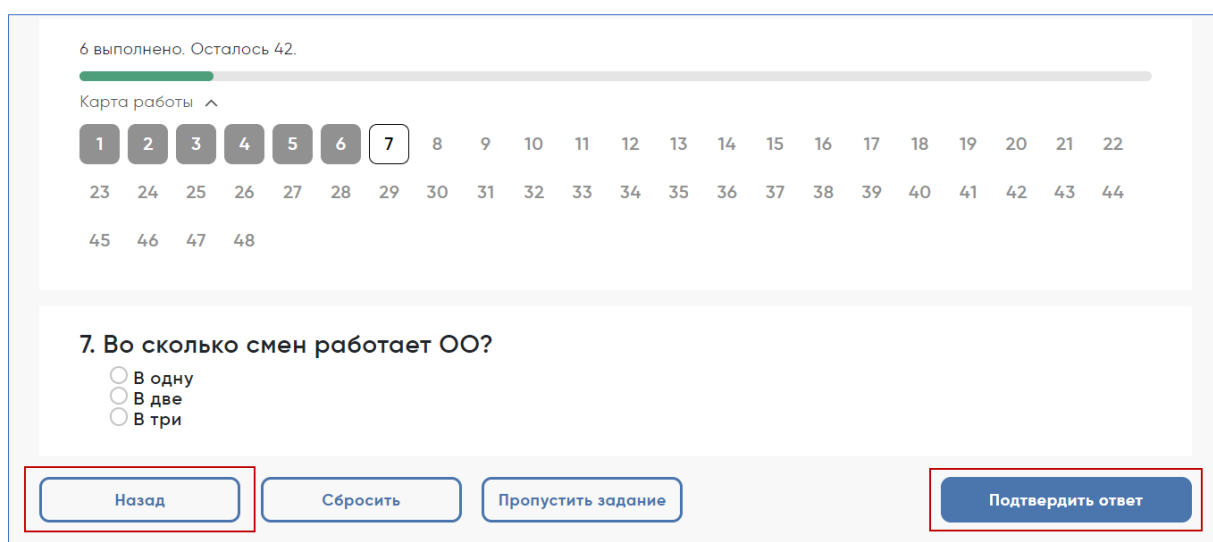 6 выполнено. Осталось 42.
Карта работы
1 2 3 4 5 6 7 8 9 10 11 12 13 14 15 16 17 18 19 20 21 22
23 24 25 26 27 28 29 30 31 32 33 34 35 36 37 38 39 40 41 42 43 44
45 46 47 48
7. Во сколько смен работает ОО?
В одну
В две
В три
Назад Сбросить Пропустить задание Подтвердить ответ